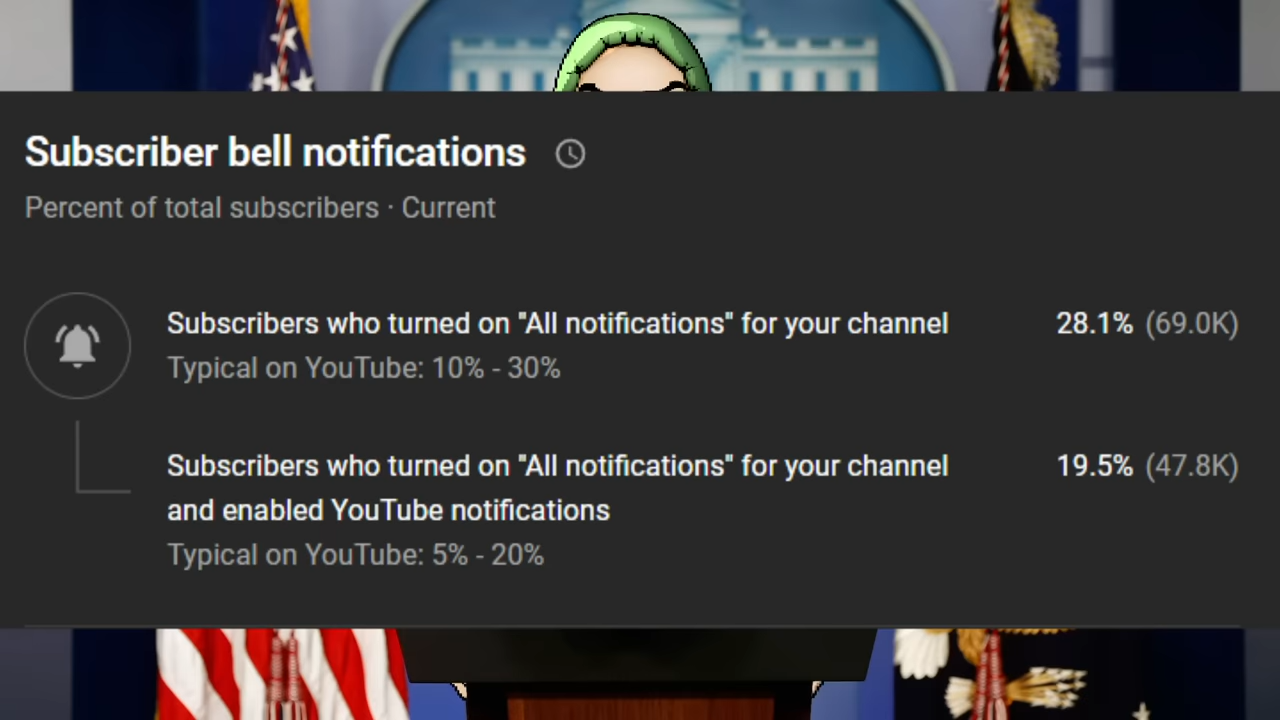 Subscriber bell notifications
Percent of total subscribers · Current
Subscribers who turned on "All notifications" for your channel 28.1% (69.0K)
Typical on YouTube: 10% - 30%
Subscribers who turned on "All notifications" for your channel 19.5% (47.8K)
and enabled YouTube notifications
Typical on YouTube: 5% - 20%